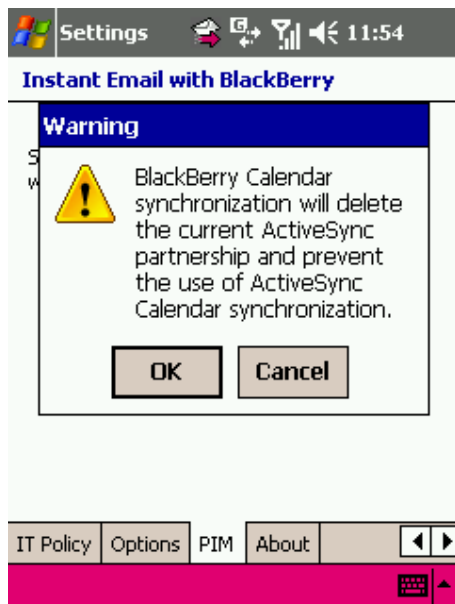 Settings
G
11:54
Instant Email with BlackBerry
Warning
S
w
BlackBerry Calendar
synchronization will delete
the current ActiveSync
partnership and prevent
the use of ActiveSync
Calendar synchronization.
OK
Cancel
IT Policy
Options
PIM
About